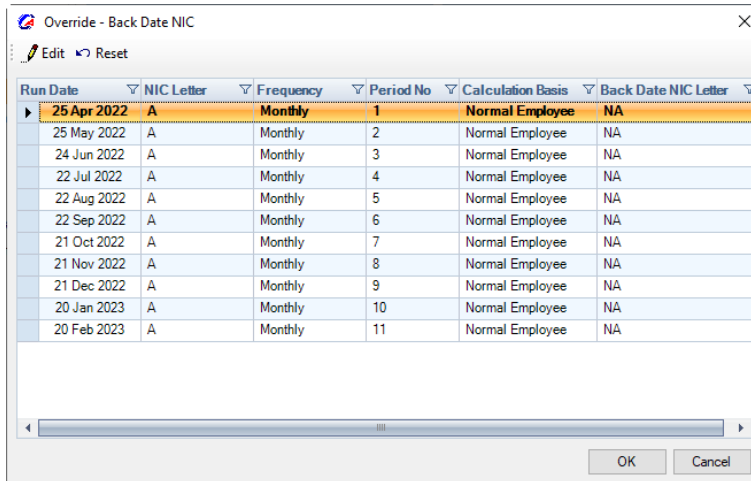 Override - Back Date NIC
Edit Reset
Run Date NIC Letter Frequency Period No Calculation Basis Back Date NIC Letter
25 Apr 2022 A Monthly 1 Normal Employee NA
25 May 2022 A Monthly 2 Normal Employee NA
24 Jun 2022 A Monthly 3 Normal Employee NA
22 Jul 2022 A Monthly 4 Normal Employee NA
22 Aug 2022 A Monthly 5 Normal Employee NA
22 Sep 2022 A Monthly 6 Normal Employee NA
21 Oct 2022 A Monthly 7 Normal Employee NA
21 Nov 2022 A Monthly 8 Normal Employee NA
21 Dec 2022 A Monthly 9 Normal Employee NA
20 Jan 2023 A Monthly 10 Normal Employee NA
20 Feb 2023 A Monthly 11 Normal Employee NA
OK Cancel